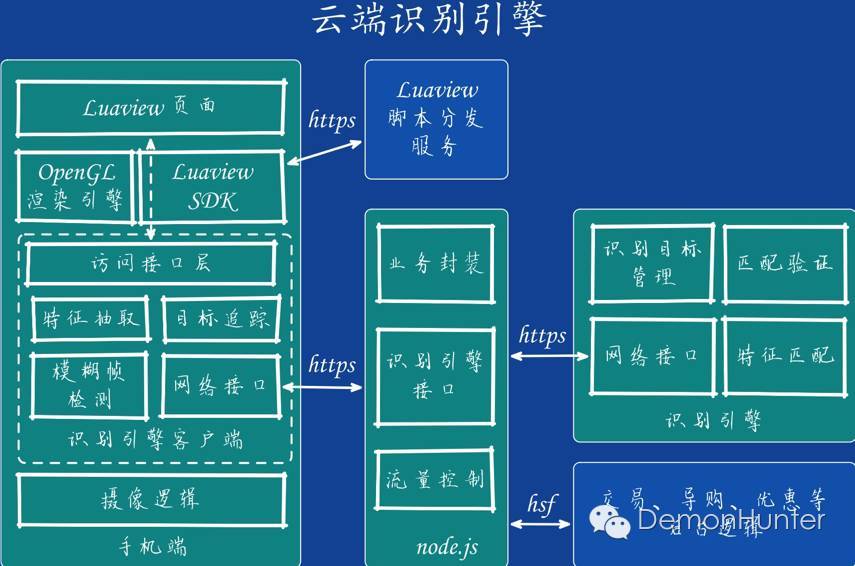 云端识别引擎
Luaview 页面
OpenGL
渲染引擎
Luaview
SDK
访问接口层
特征抽取
目标追踪
模糊帧
检测
网络接口
识别引擎客户端
摄像逻辑
手机端
https
Luaview
脚本分发
服务
https
业务封装
识别引擎
接口
流量控制
node.js
https
hsf
识别目标
管理
匹配验证
网络接口
特征匹配
识别引擎
交易、导购、优惠等
逻辑
DemonHunter